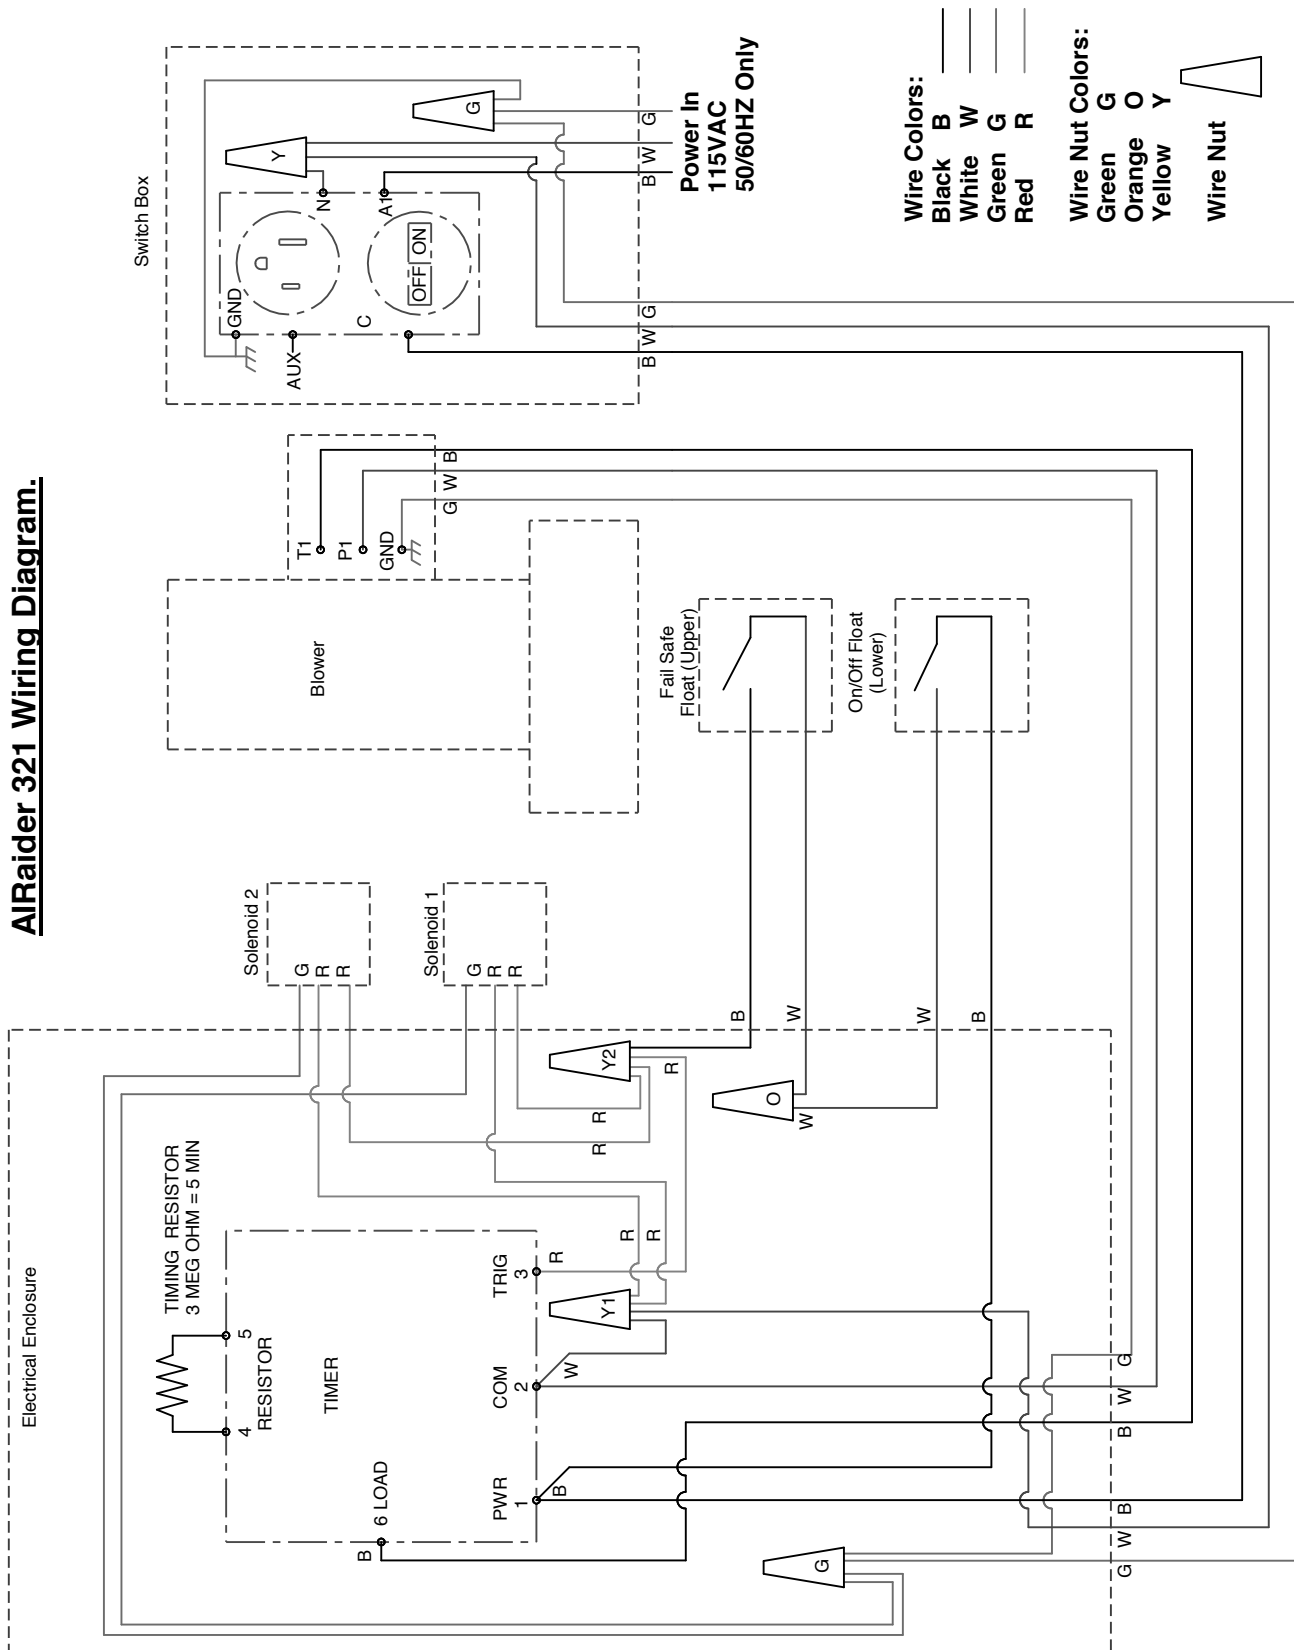 AIRaider 321 Wiring Diagram.
Electrical Enclosure
TIMING RESISTOR
3 MEG OHM = 5 MIN
4
5
RESISTOR
TIMER
6 LOAD
B
PWR
1
B
COM
2
W
TRIG
3
R
Y1
R
R
Y2
R
R
R
O
W
G
G
W
B
B
W
G
Solenoid 2
G
R
R
Solenoid 1
G
R
R
B
W
W
B
Blower
T1
P1
GND
G W B
Fail Safe
Float (Upper)
On/Off Float
(Lower)
Switch Box
GND
AUX
C
N
A1
OFF
ON
Y
G
B W G
B W G
Power In
115VAC
50/60HZ Only
Wire Colors:
Black B
White W
Green G
Red R
Wire Nut Colors:
Green G
Orange O
Yellow Y
Wire Nut